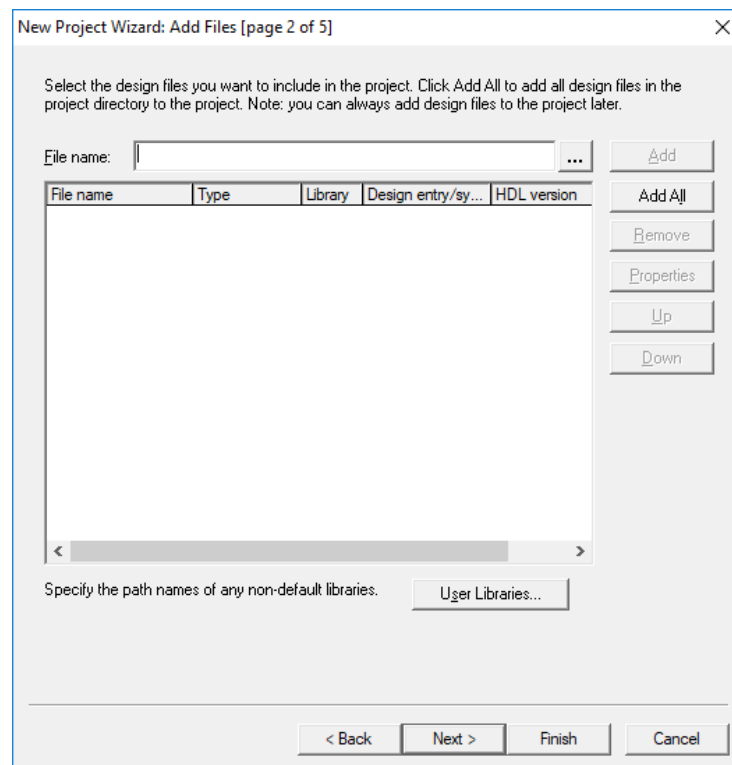 New Project Wizard: Add Files [page 2 of 5]
Select the design files you want to include in the project. Click Add All to add all design files in the
project directory to the project. Note: you can always add design files to the project later.
File name:
...
Add
File name Type Library Design entry/sy... HDL version
Add All
Remove
Properties
Up
Down
Specify the path names of any non-default libraries.
User Libraries...
< Back Next > Finish Cancel